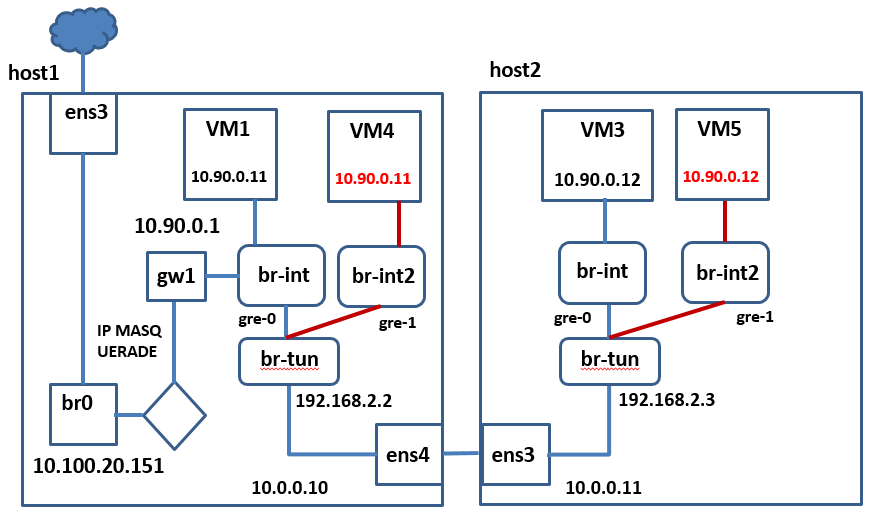 host1
host2
ens3
VM1
10.90.0.11
VM4
10.90.0.11
VM3
10.90.0.12
VM5
10.90.0.12
10.90.0.1
gw1
br-int
br-int2
br-int
br-int2
gre-0
gre-1
gre-0
gre-1
IP MASQ
UERADE
br-tun
br-tun
192.168.2.2
192.168.2.3
br0
10.100.20.151
ens4
ens3
10.0.0.10
10.0.0.11